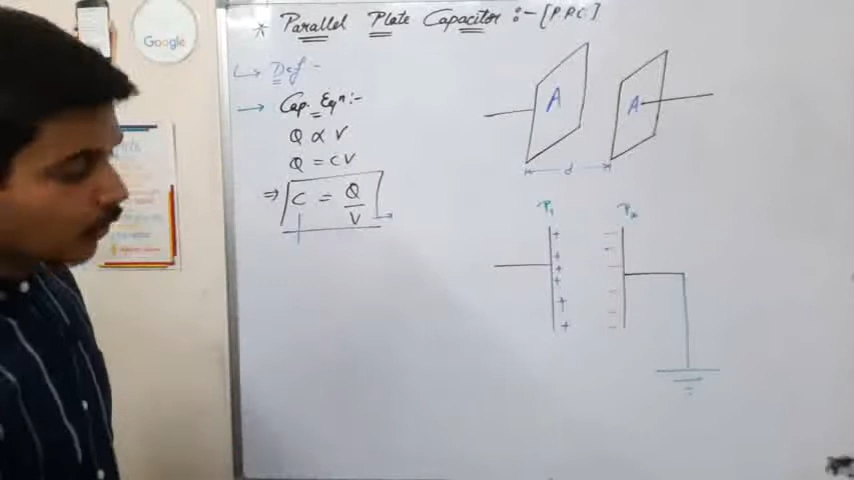 Google
* Parallel Plate Capacitor :- [PPC]
↳ Def -
→ Cap. Eqⁿ :-
Q ∝ V
Q = CV
⇒ C = Q/V
A
A
d
P₁
P₂
+
+
+
+
+
+